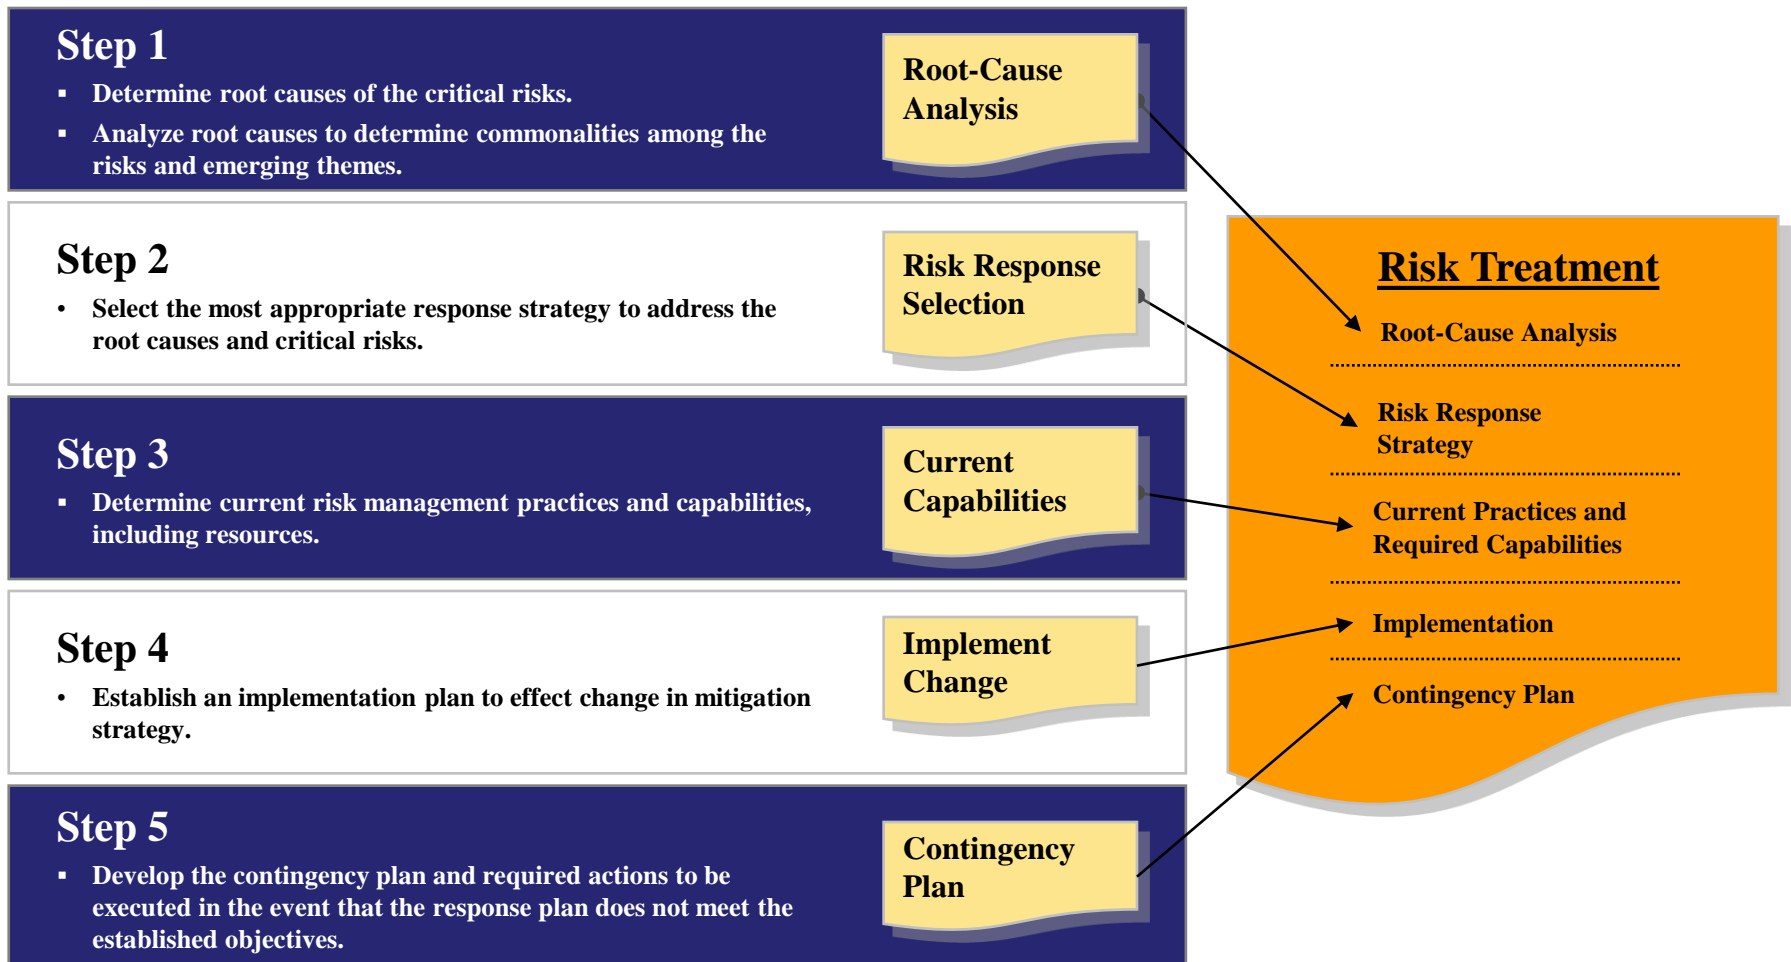 Step 1
▪ Determine root causes of the critical risks.
▪ Analyze root causes to determine commonalities among the
risks and emerging themes.
Root-Cause
Analysis
Step 2
• Select the most appropriate response strategy to address the
root causes and critical risks.
Risk Response
Selection
Step 3
▪ Determine current risk management practices and capabilities,
including resources.
Current
Capabilities
Step 4
• Establish an implementation plan to effect change in mitigation
strategy.
Implement
Change
Step 5
▪ Develop the contingency plan and required actions to be
executed in the event that the response plan does not meet the
established objectives.
Contingency
Plan
Risk Treatment
Root-Cause Analysis
Risk Response
Strategy
Current Practices and
Required Capabilities
Implementation
Contingency Plan